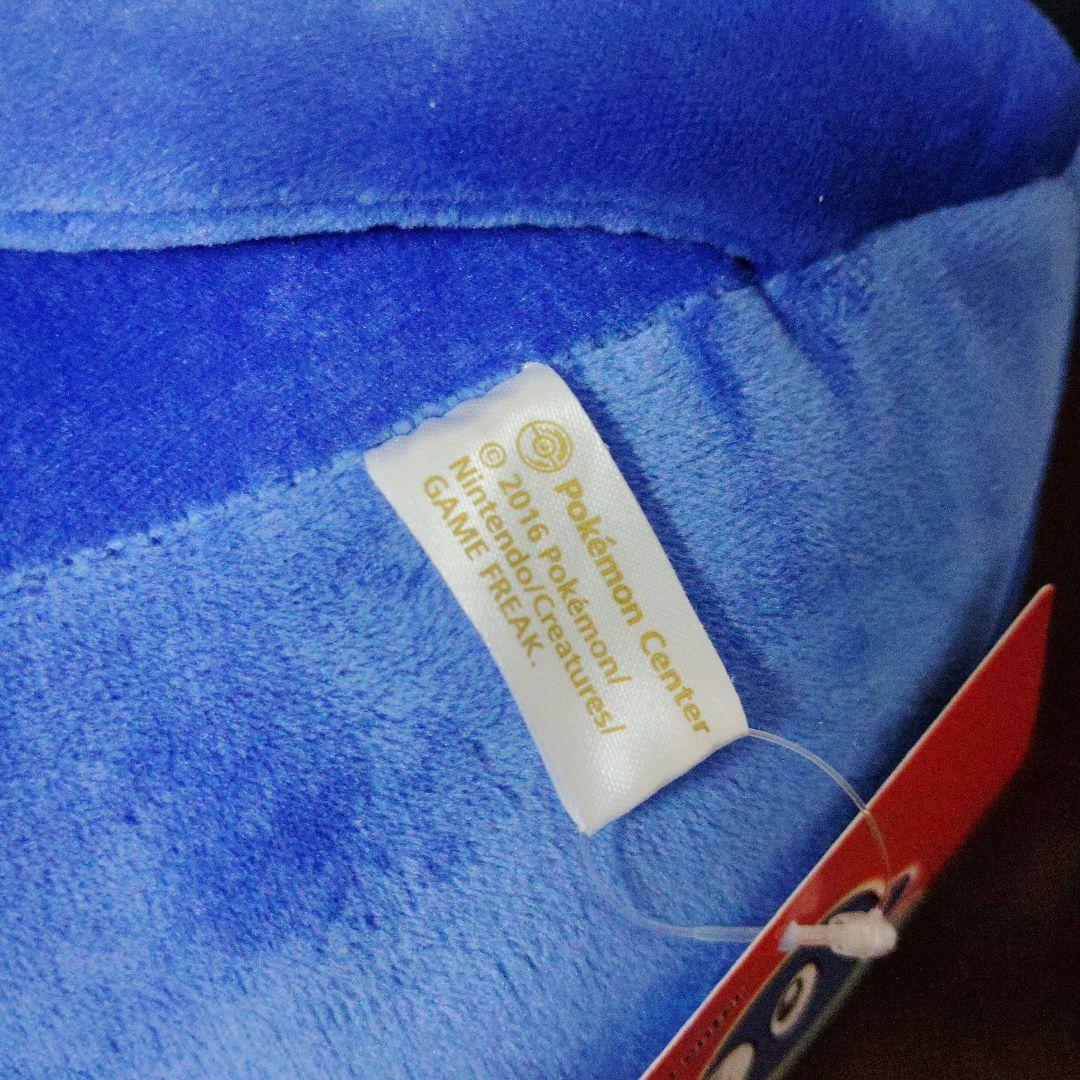 Pokémon Center
© 2016 Pokémon/
Nintendo/Creatures/
GAME FREAK.